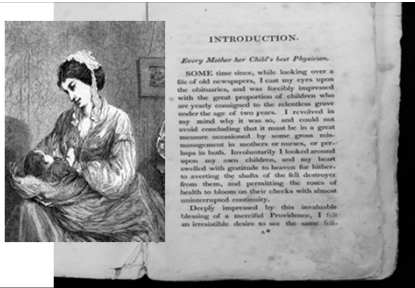 INTRODUCTION.
Every Mother her Child's best Physician.
SOME time since, while looking over a
file of old newspapers, I cast my eyes upon
the obituaries, and was forcibly impressed
with the great proportion of children who
are yearly consigned to the relentless grave
under the age of two years. I revolved in
my mind why it was so, and could not
avoid concluding that it must be in a great
measure occasioned by some gross mis-
management in mothers or nurses, or per-
haps in both. Involuntarily I looked around
upon my own children, and my heart
swelled with gratitude to heaven for hither-
to averting the shafts of the fell destroyer
from them, and permitting the roses of
health to bloom on their cheeks with almost
uninterrupted continuity.
Deeply impressed by this invaluable
blessing of a merciful Providence, I felt
an irresistible desire to see the same feli-
A*